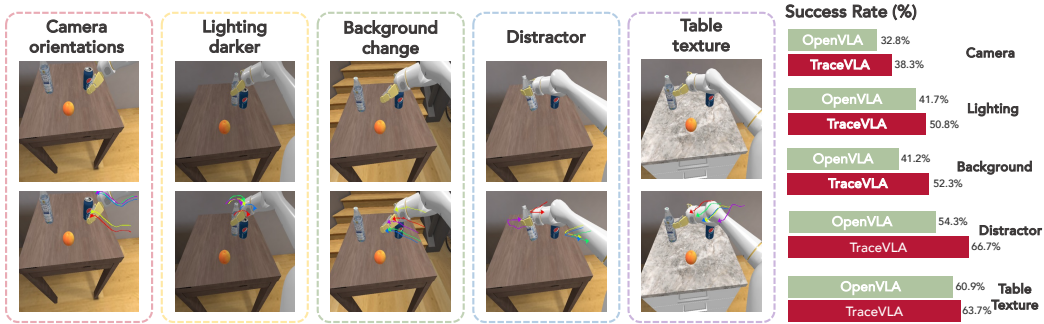 Camera
orientations
Lighting
darker
Background
change
Distractor
Table
texture
Success Rate (%)
OpenVLA 32.8%
TraceVLA 38.3%
Camera
OpenVLA 41.7%
TraceVLA 50.8%
Lighting
OpenVLA 41.2%
TraceVLA 52.3%
Background
OpenVLA 54.3%
TraceVLA 66.7%
Distractor
OpenVLA 60.9%
TraceVLA 63.7%
Table
Texture